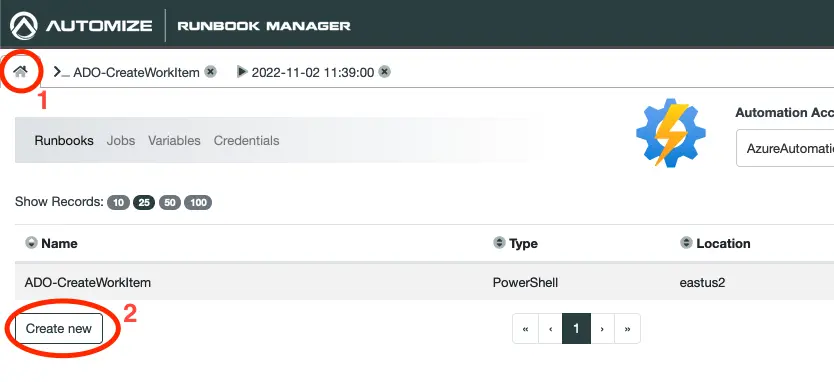 AUTOMIZE RUNBOOK MANAGER
>_ ADO-CreateWorkItem 2022-11-02 11:39:00
1
Automation Acc
Runbooks Jobs Variables Credentials
AzureAutomatic
Show Records: 10 25 50 100
Name Type Location
ADO-CreateWorkItem PowerShell eastus2
2
Create new « ‹ 1 › »